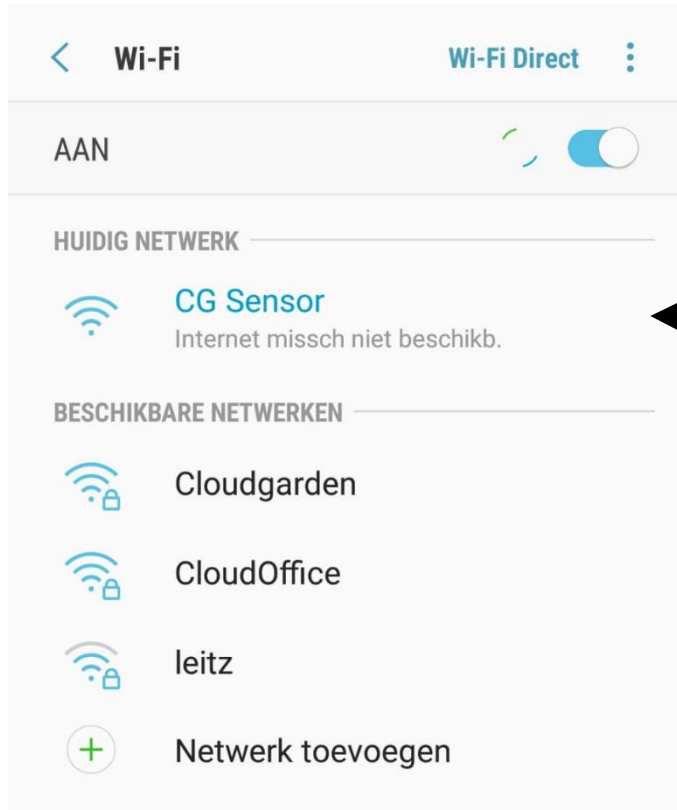 Wi-Fi Wi-Fi Direct
AAN
HUIDIG NETWERK
CG Sensor
Internet missch niet beschikb.
BESCHIKBARE NETWERKEN
Cloudgarden
CloudOffice
leitz
Netwerk toevoegen